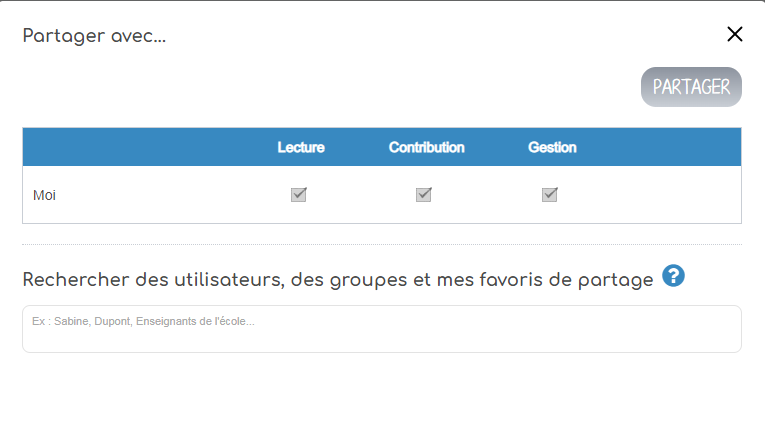 Partager avec...
PARTAGER
Lecture Contribution Gestion
Moi
Rechercher des utilisateurs, des groupes et mes favoris de partage ?
Ex : Sabine, Dupont, Enseignants de l'école...